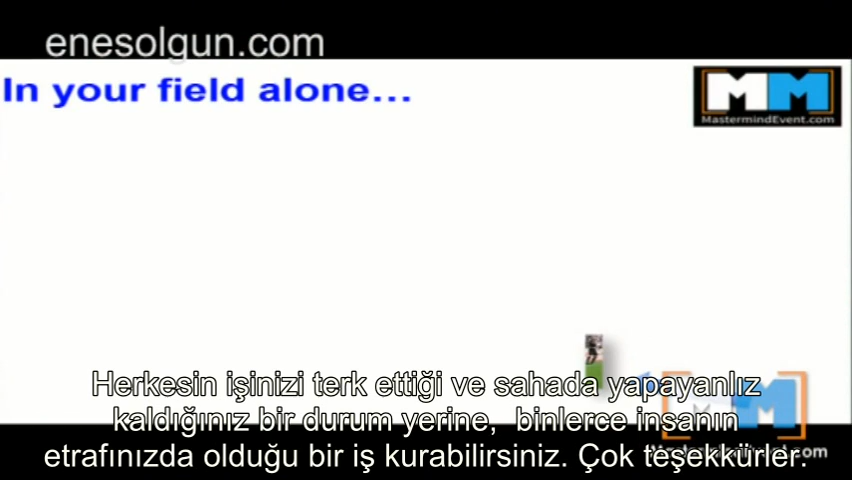 enesolgun.com
In your field alone...
MM
MastermindEvent.com
Herkesin işinizi terk ettiği ve sahada yapayanlız
kaldığınız bir durum yerine, binlerce insanın
etrafınızda olduğu bir iş kurabilirsiniz. Çok teşekkürler.